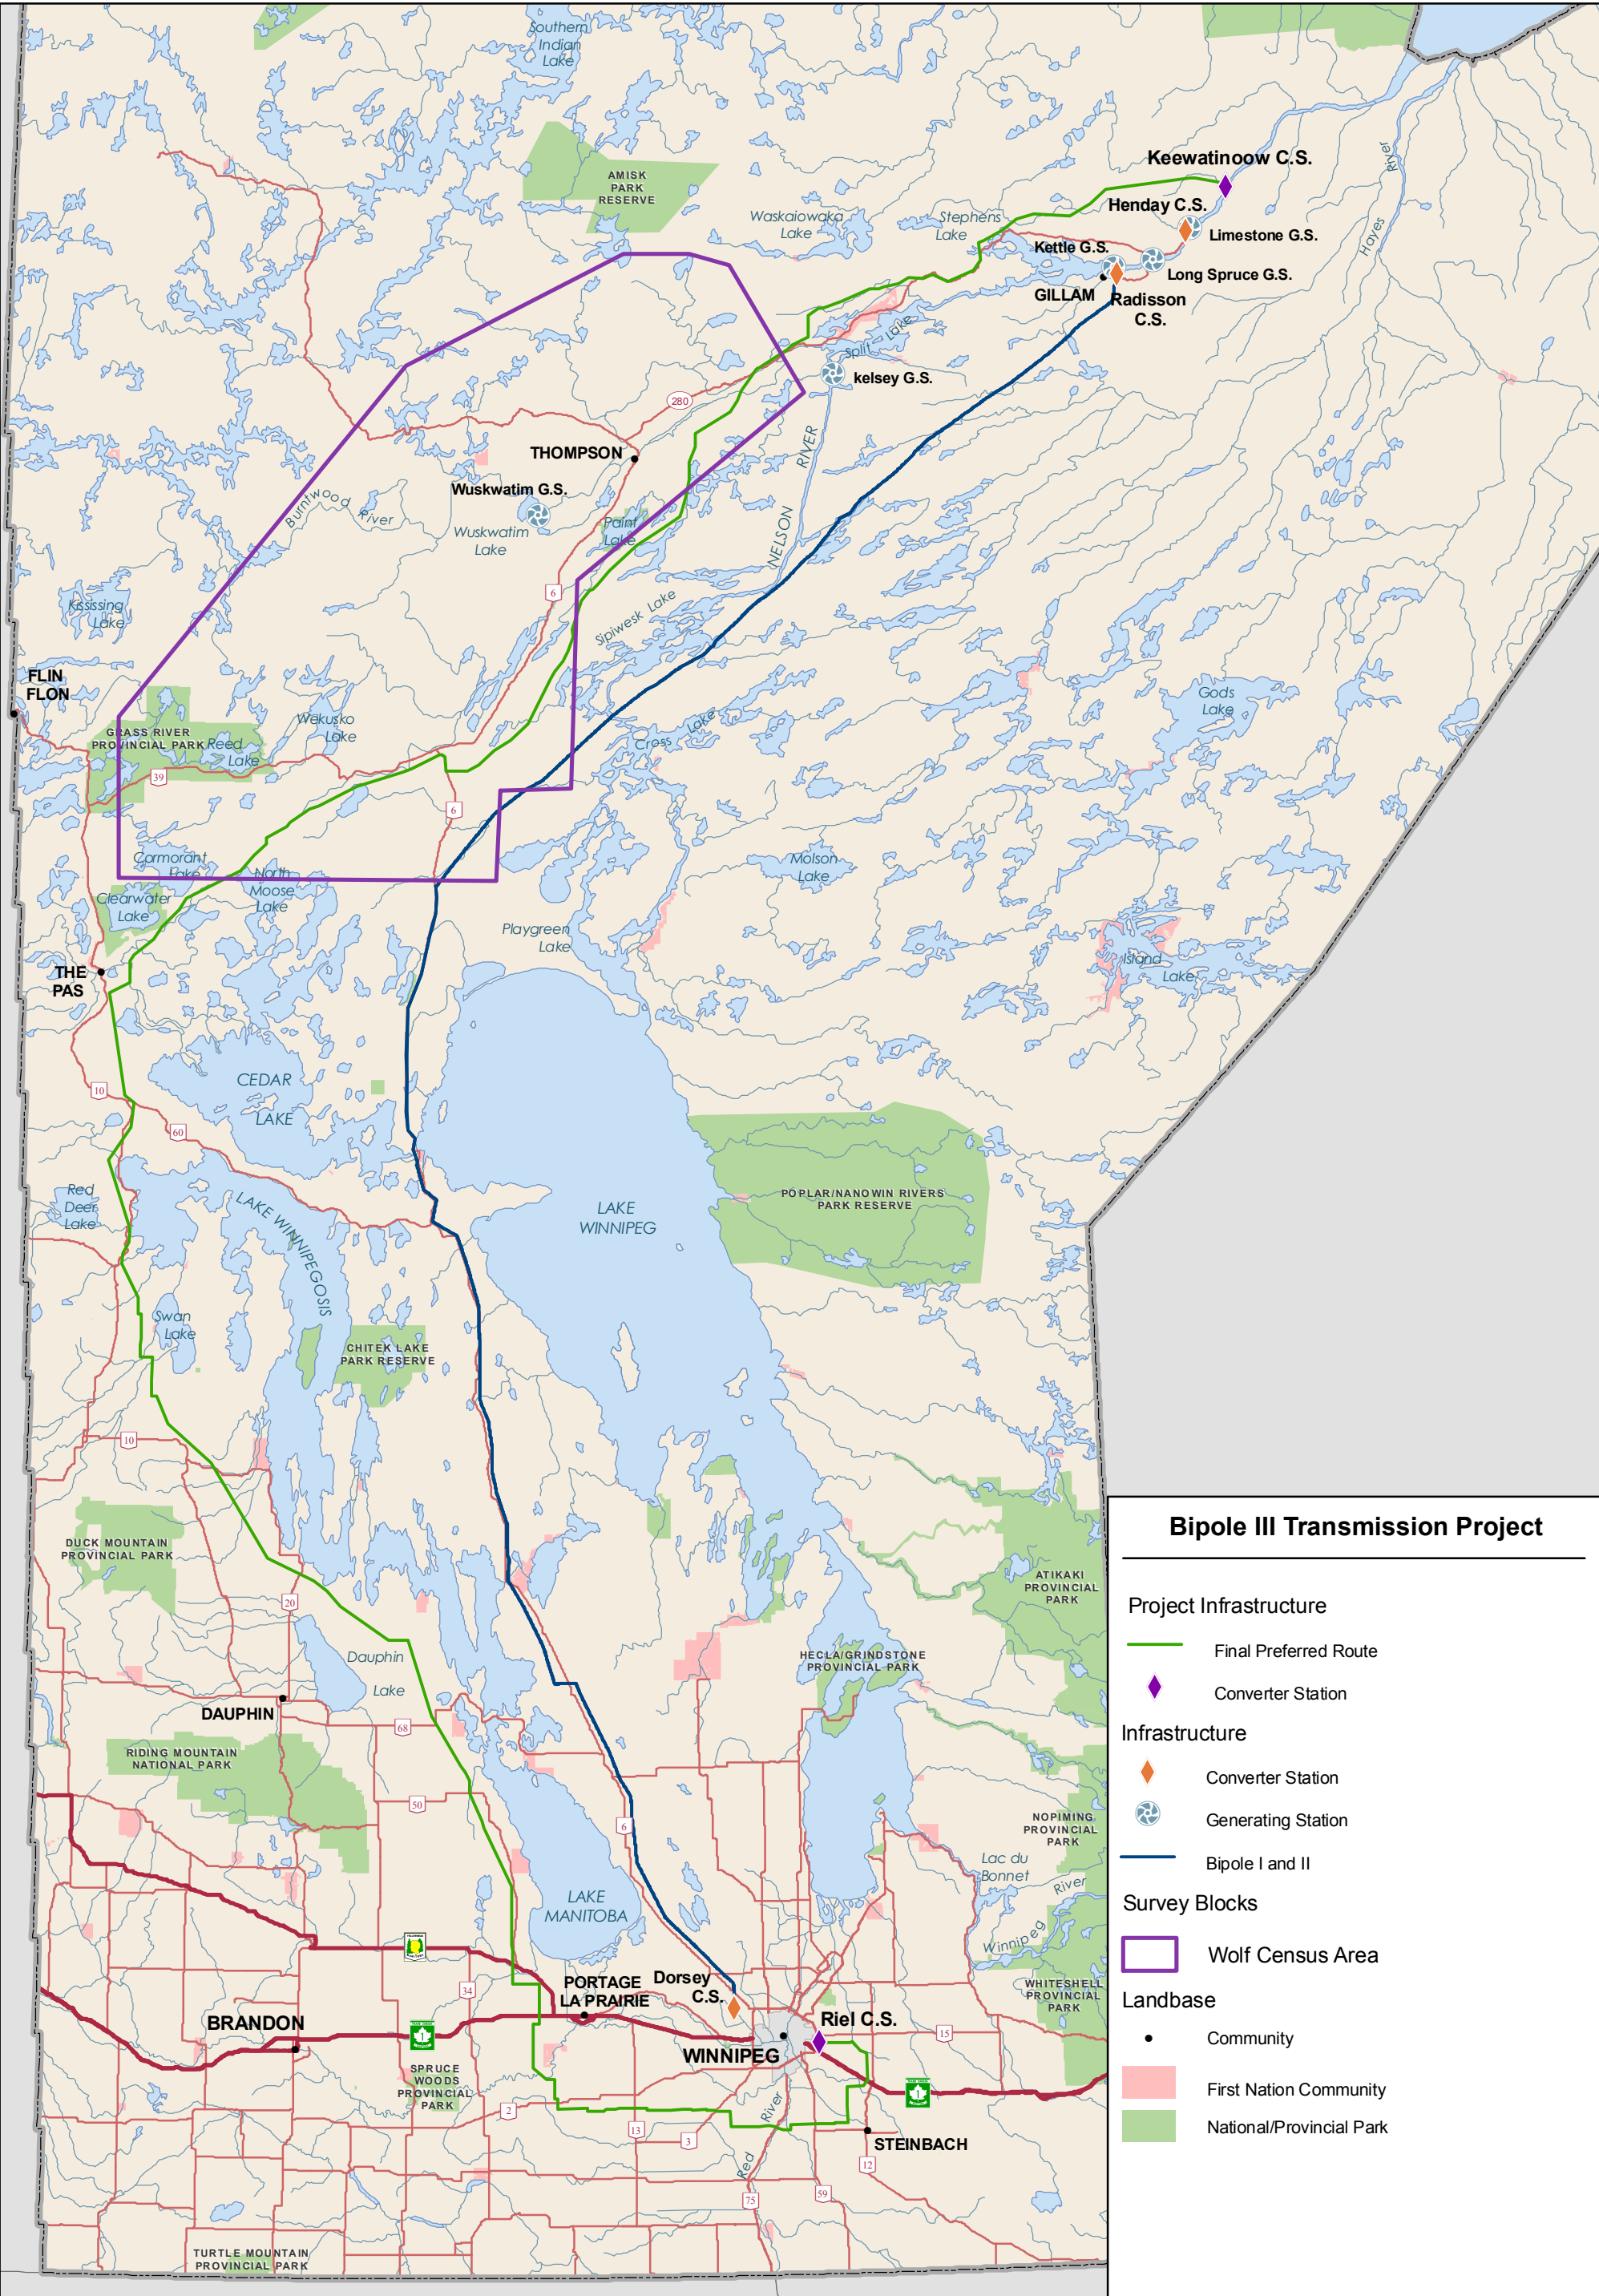 Southern
Indian
Lake
AMISK
PARK
RESERVE
Waskaiowaka
Lake
Stephens
Lake
Keewatinoow C.S.
Henday C.S.
Limestone G.S.
Kettle G.S.
Long Spruce G.S.
GILLAM
Radisson
C.S.
River
Hayes
Split Lake
kelsey G.S.
280
THOMPSON
Wuskwatim G.S.
Burntwood River
Wuskwatim
Lake
Paint
Lake
NELSON RIVER
6
Sipiwesk Lake
Kississing
Lake
FLIN
FLON
GRASS RIVER
PROVINCIAL PARK
Reed
Lake
Wekusko
Lake
39
Cross Lake
Gods
Lake
6
Cormorant
Lake
North
Moose
Lake
Clearwater
Lake
Molson
Lake
Playgreen
Lake
Island
Lake
THE
PAS
CEDAR
LAKE
10
60
Red
Deer
Lake
LAKE WINNIPEGOSIS
LAKE
WINNIPEG
POPLAR/NANOWIN RIVERS
PARK RESERVE
Swan
Lake
CHITEK LAKE
PARK RESERVE
10
DUCK MOUNTAIN
PROVINCIAL PARK
20
ATIKAKI
PROVINCIAL
PARK
Dauphin
Lake
HECLA/GRINDSTONE
PROVINCIAL PARK
DAUPHIN
68
RIDING MOUNTAIN
NATIONAL PARK
50
6
NOPIMING
PROVINCIAL
PARK
Lac du
Bonnet
River
Winnipeg
LAKE
MANITOBA
WHITESHELL
PROVINCIAL
PARK
34
PORTAGE
LA PRAIRIE
Dorsey
C.S.
BRANDON
1
Riel C.S.
15
WINNIPEG
SPRUCE
WOODS
PROVINCIAL
PARK
1
2
13
3
Red River
STEINBACH
12
75
59
TURTLE MOUNTAIN
PROVINCIAL PARK
Bipole III Transmission Project
Project Infrastructure
Final Preferred Route
Converter Station
Infrastructure
Converter Station
Generating Station
Bipole I and II
Survey Blocks
Wolf Census Area
Landbase
Community
First Nation Community
National/Provincial Park